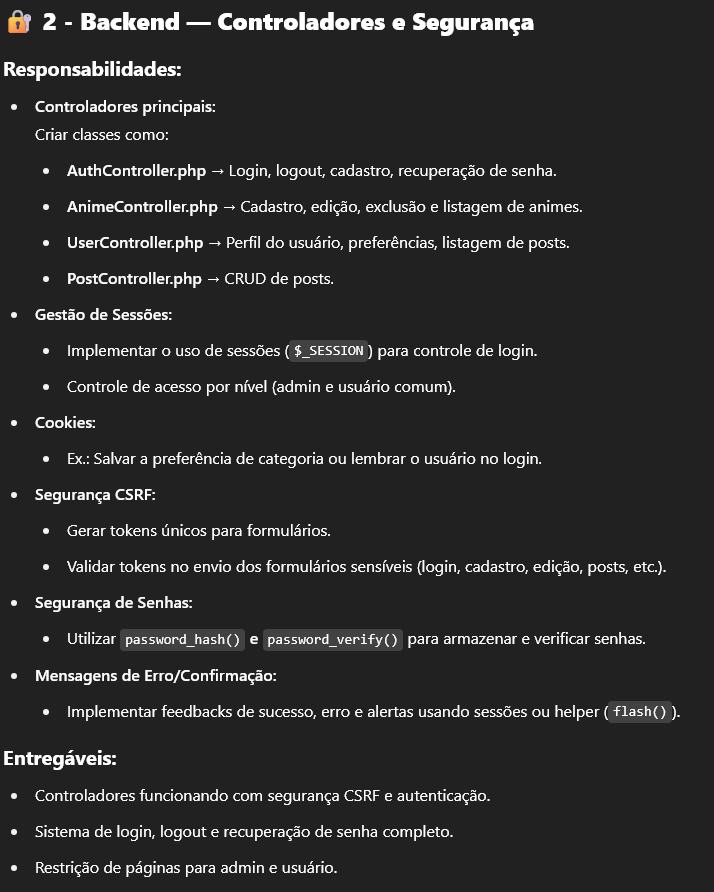 2 - Backend — Controladores e Segurança
Responsabilidades:
Controladores principais:
Criar classes como:
AuthController.php → Login, logout, cadastro, recuperação de senha.
AnimeController.php → Cadastro, edição, exclusão e listagem de animes.
UserController.php → Perfil do usuário, preferências, listagem de posts.
PostController.php → CRUD de posts.
Gestão de Sessões:
Implementar o uso de sessões ($_SESSION) para controle de login.
Controle de acesso por nível (admin e usuário comum).
Cookies:
Ex.: Salvar a preferência de categoria ou lembrar o usuário no login.
Segurança CSRF:
Gerar tokens únicos para formulários.
Validar tokens no envio dos formulários sensíveis (login, cadastro, edição, posts, etc.).
Segurança de Senhas:
Utilizar password_hash() e password_verify() para armazenar e verificar senhas.
Mensagens de Erro/Confirmação:
Implementar feedbacks de sucesso, erro e alertas usando sessões ou helper (flash()).
Entregáveis:
Controladores funcionando com segurança CSRF e autenticação.
Sistema de login, logout e recuperação de senha completo.
Restrição de páginas para admin e usuário.